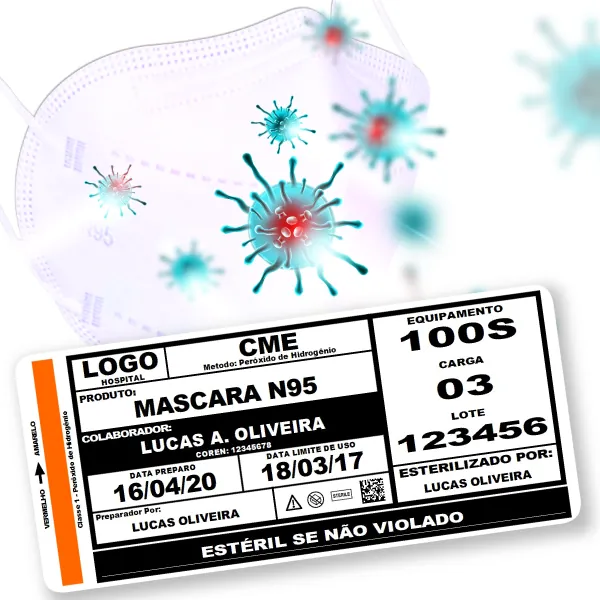 LOGO
HOSPITAL
CME
Metodo: Peróxido de Hidrogênio
PRODUTO:
MASCARA N95
COLABORADOR:
LUCAS A. OLIVEIRA
COREN: 12345678
DATA PREPARO
16/04/20
DATA LIMITE DE USO
18/03/17
Preparador Por:
LUCAS OLIVEIRA
STERILE
EQUIPAMENTO
100S
CARGA
03
LOTE
123456
ESTERILIZADO POR:
LUCAS OLIVEIRA
ESTÉRIL SE NÃO VIOLADO
VERMELHO
AMARELO
Classe 1 - Peróxido de Hidrogênio